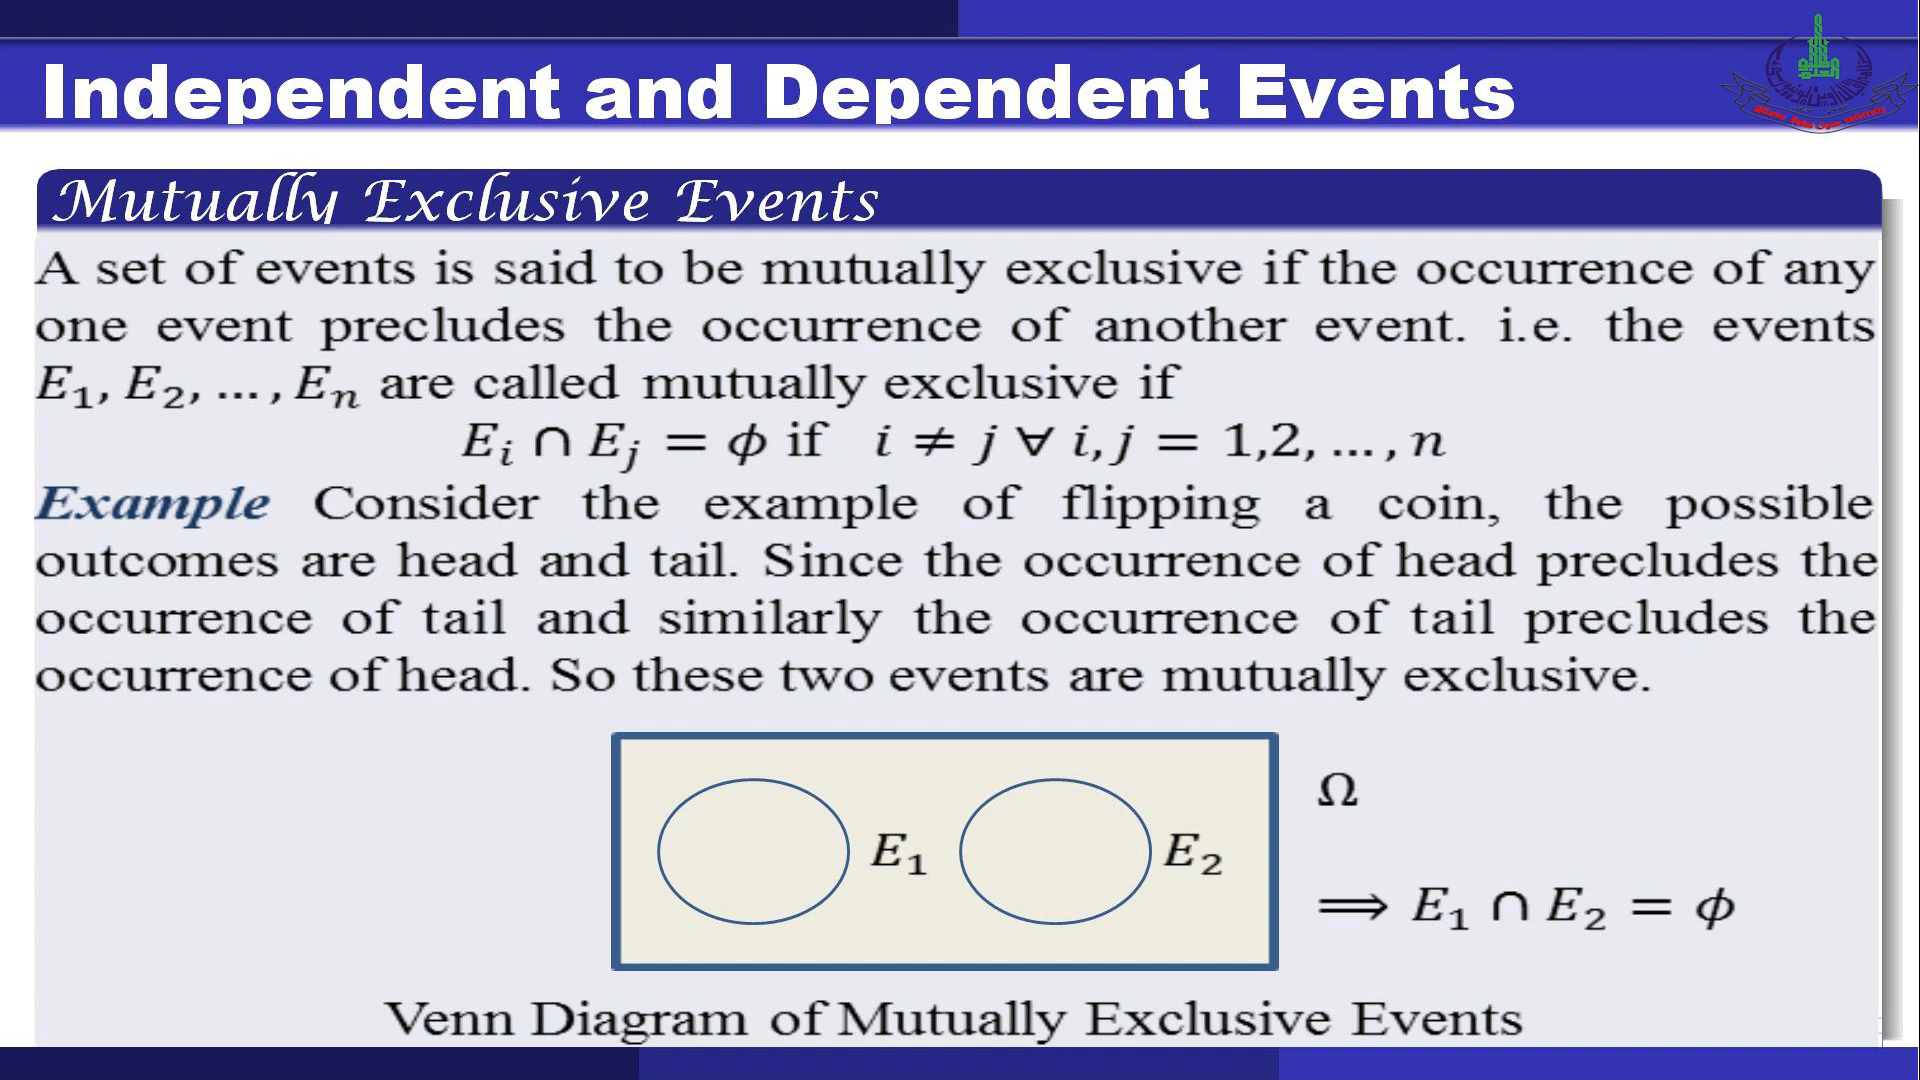 Independent and Dependent Events
Mutually Exclusive Events
A set of events is said to be mutually exclusive if the occurrence of any
one event precludes the occurrence of another event. i.e. the events
E₁, E₂, … , Eₙ are called mutually exclusive if
Eᵢ ∩ Eⱼ = ϕ if i ≠ j ∀ i, j = 1,2, … , n
Example Consider the example of flipping a coin, the possible
outcomes are head and tail. Since the occurrence of head precludes the
occurrence of tail and similarly the occurrence of tail precludes the
occurrence of head. So these two events are mutually exclusive.
Ω
E₁ E₂
⟹ E₁ ∩ E₂ = ϕ
Venn Diagram of Mutually Exclusive Events